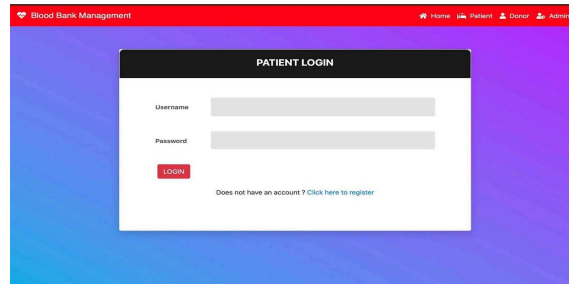 Blood Bank Management
Home Patient Donor Admin
PATIENT LOGIN
Username
Password
LOGIN
Does not have an account ? Click here to register